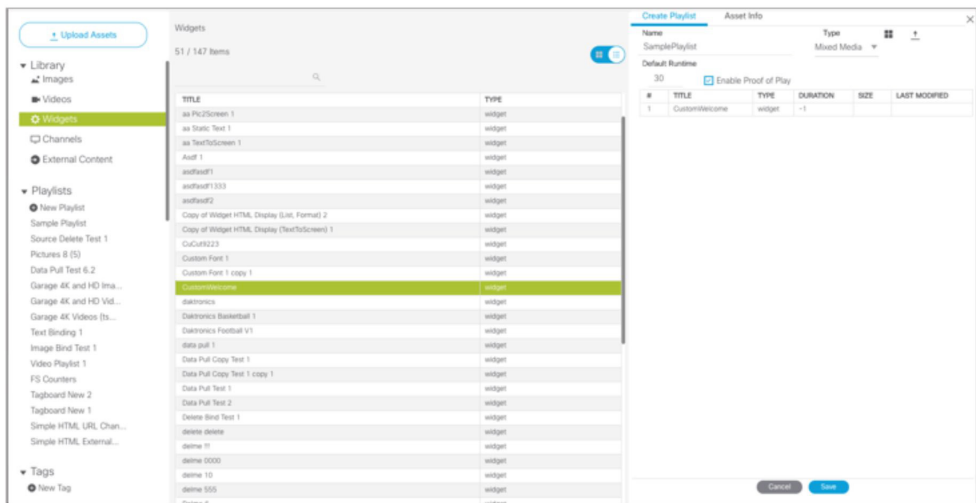 Upload Assets
Library
Images
Videos
Widgets
Channels
External Content
Playlists
New Playlist
Sample Playlist
Source Delete Test 1
Pictures 8 (5)
Data Pull Test 6.2
Garage 4K and HD Ima...
Garage 4K and HD Vid...
Garage 4K Videos (ts...
Text Binding 1
Image Bind Test 1
Video Playlist 1
FS Counters
Tagboard New 2
Tagboard New 1
Simple HTML URL Chan...
Simple HTML External...
Tags
New Tag
Widgets
51 / 147 Items
TITLE TYPE
aa Pic2Screen 1 widget
aa Static Text 1 widget
aa TextToScreen 1 widget
Asdf 1 widget
asdfasdf1 widget
asdfasdf1333 widget
asdfasdf2 widget
Copy of Widget HTML Display (List, Format) 2 widget
Copy of Widget HTML Display (TextToScreen) 1 widget
CuCut9223 widget
Custom Font 1 widget
Custom Font 1 copy 1 widget
CustomWelcome widget
daktronics widget
Daktronics Basketball 1 widget
Daktronics Football V1 widget
data pull 1 widget
Data Pull Copy Test 1 widget
Data Pull Copy Test 1 copy 1 widget
Data Pull Test 1 widget
Data Pull Test 2 widget
Delete Bind Test 1 widget
delete delete widget
delme !!! widget
delme 0000 widget
delme 10 widget
delme 555 widget
Create Playlist Asset Info
Name Type
SamplePlaylist Mixed Media
Default Runtime
30 Enable Proof of Play
# TITLE TYPE DURATION SIZE LAST MODIFIED
1 CustomWelcome widget -1
Cancel Save